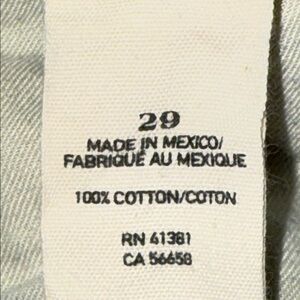 29
MADE IN MEXICO/
FABRIQUÉ AU MEXIQUE
100% COTTON/COTON
RN 41381
CA 56658